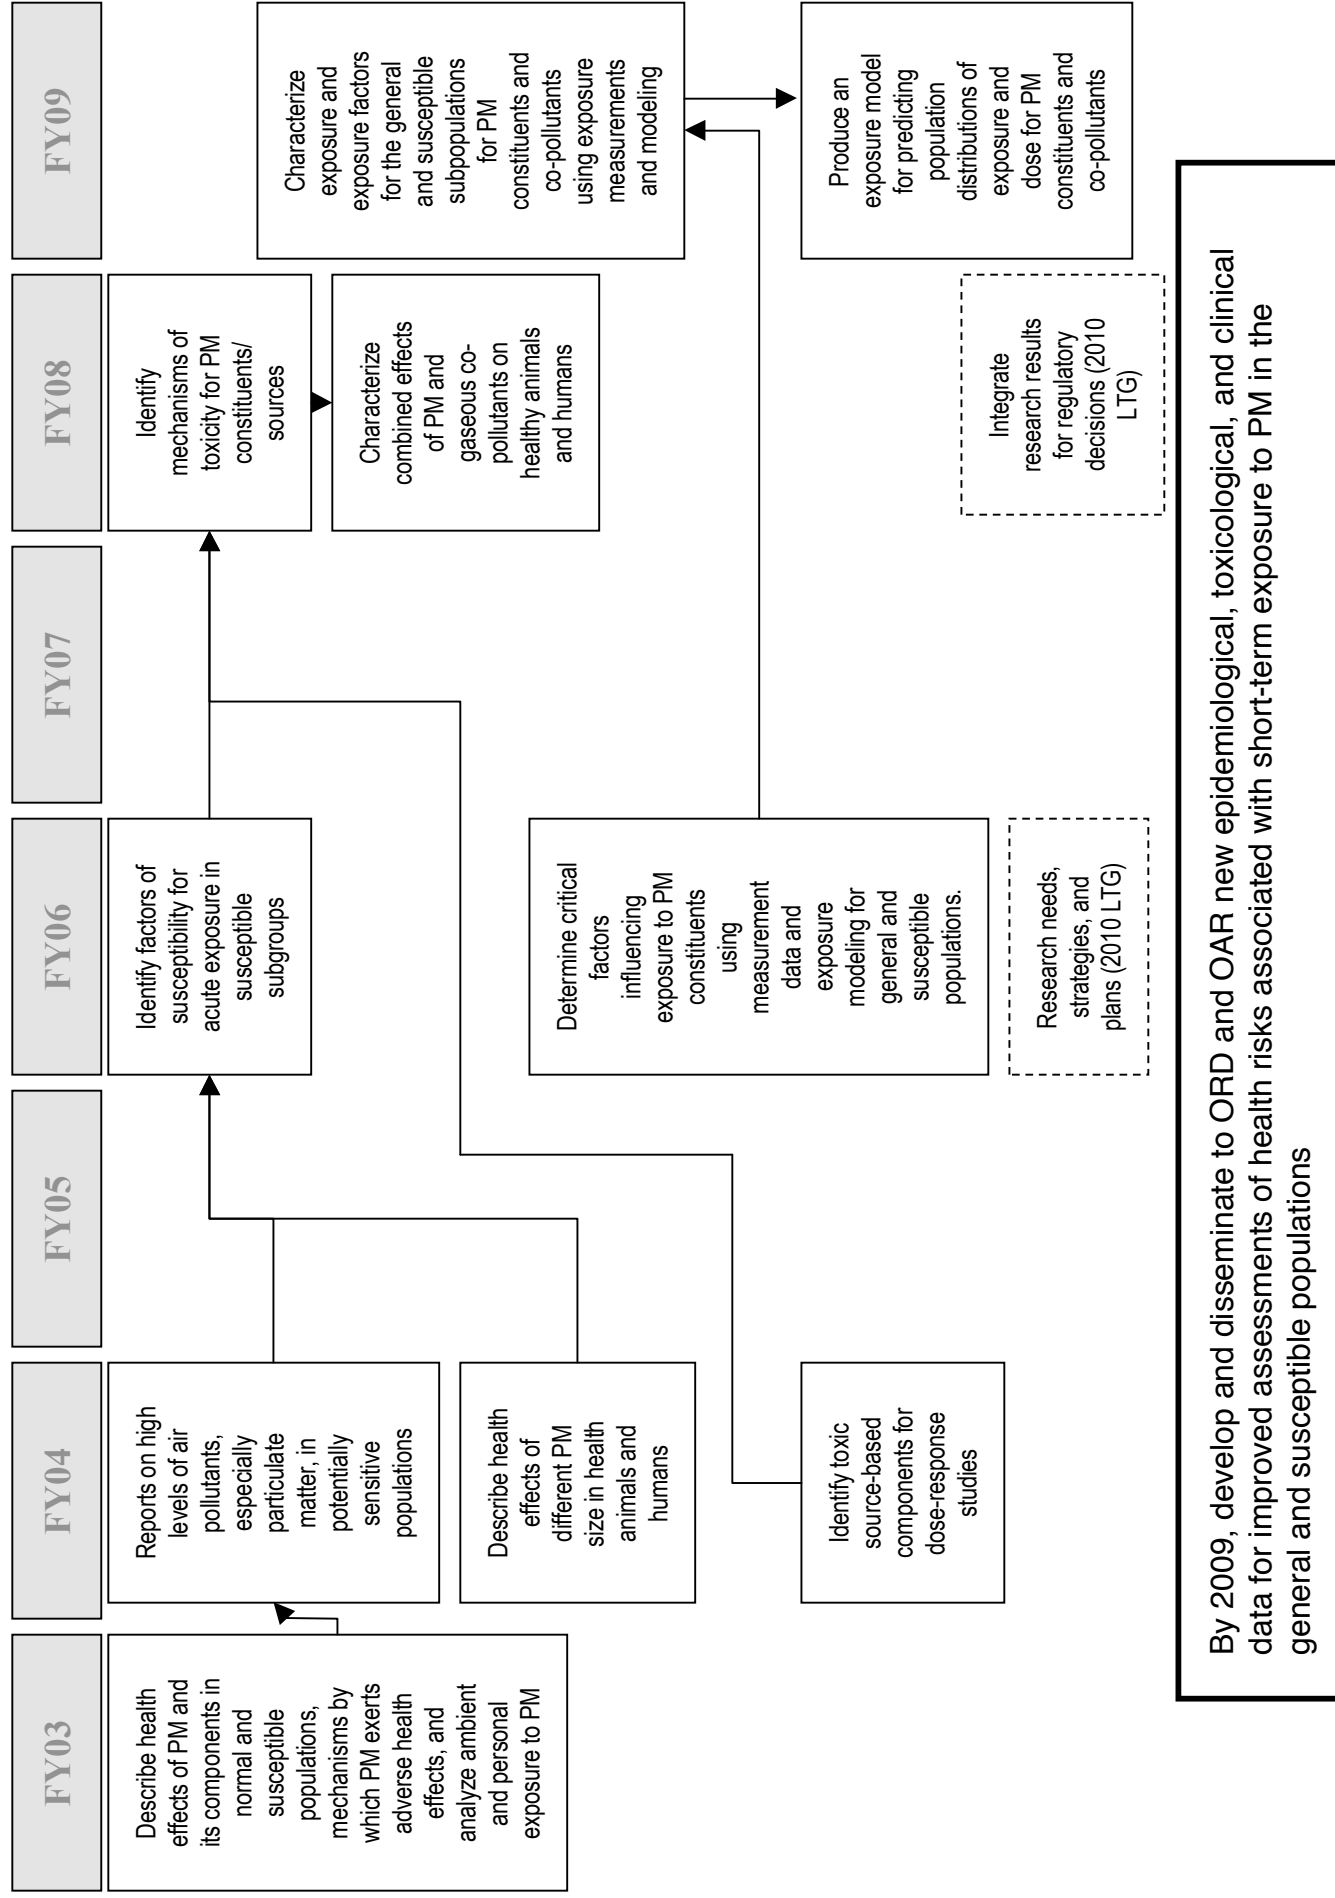 FY03
FY04
FY05
FY06
FY07
FY08
FY09
Describe health
effects of PM and
its components in
normal and
susceptible
populations,
mechanisms by
which PM exerts
adverse health
effects, and
analyze ambient
and personal
exposure to PM
Reports on high
levels of air
pollutants,
especially
particulate
matter, in
potentially
sensitive
populations
Describe health
effects of
different PM
size in health
animals and
humans
Identify toxic
source-based
components for
dose-response
studies
Identify factors of
susceptibility for
acute exposure in
susceptible
subgroups
Determine critical
factors
influencing
exposure to PM
constituents
using
measurement
data and
exposure
modeling for
general and
susceptible
populations.
Research needs,
strategies, and
plans (2010 LTG)
Identify
mechanisms of
toxicity for PM
constituents/
sources
Characterize
combined effects
of PM and
gaseous co-
pollutants on
healthy animals
and humans
Integrate
research results
for regulatory
decisions (2010
LTG)
Characterize
exposure and
exposure factors
for the general
and susceptible
subpopulations
for PM
constituents and
co-pollutants
using exposure
measurements
and modeling
Produce an
exposure model
for predicting
population
distributions of
exposure and
dose for PM
constituents and
co-pollutants
By 2009, develop and disseminate to ORD and OAR new epidemiological, toxicological, and clinical
data for improved assessments of health risks associated with short-term exposure to PM in the
general and susceptible populations